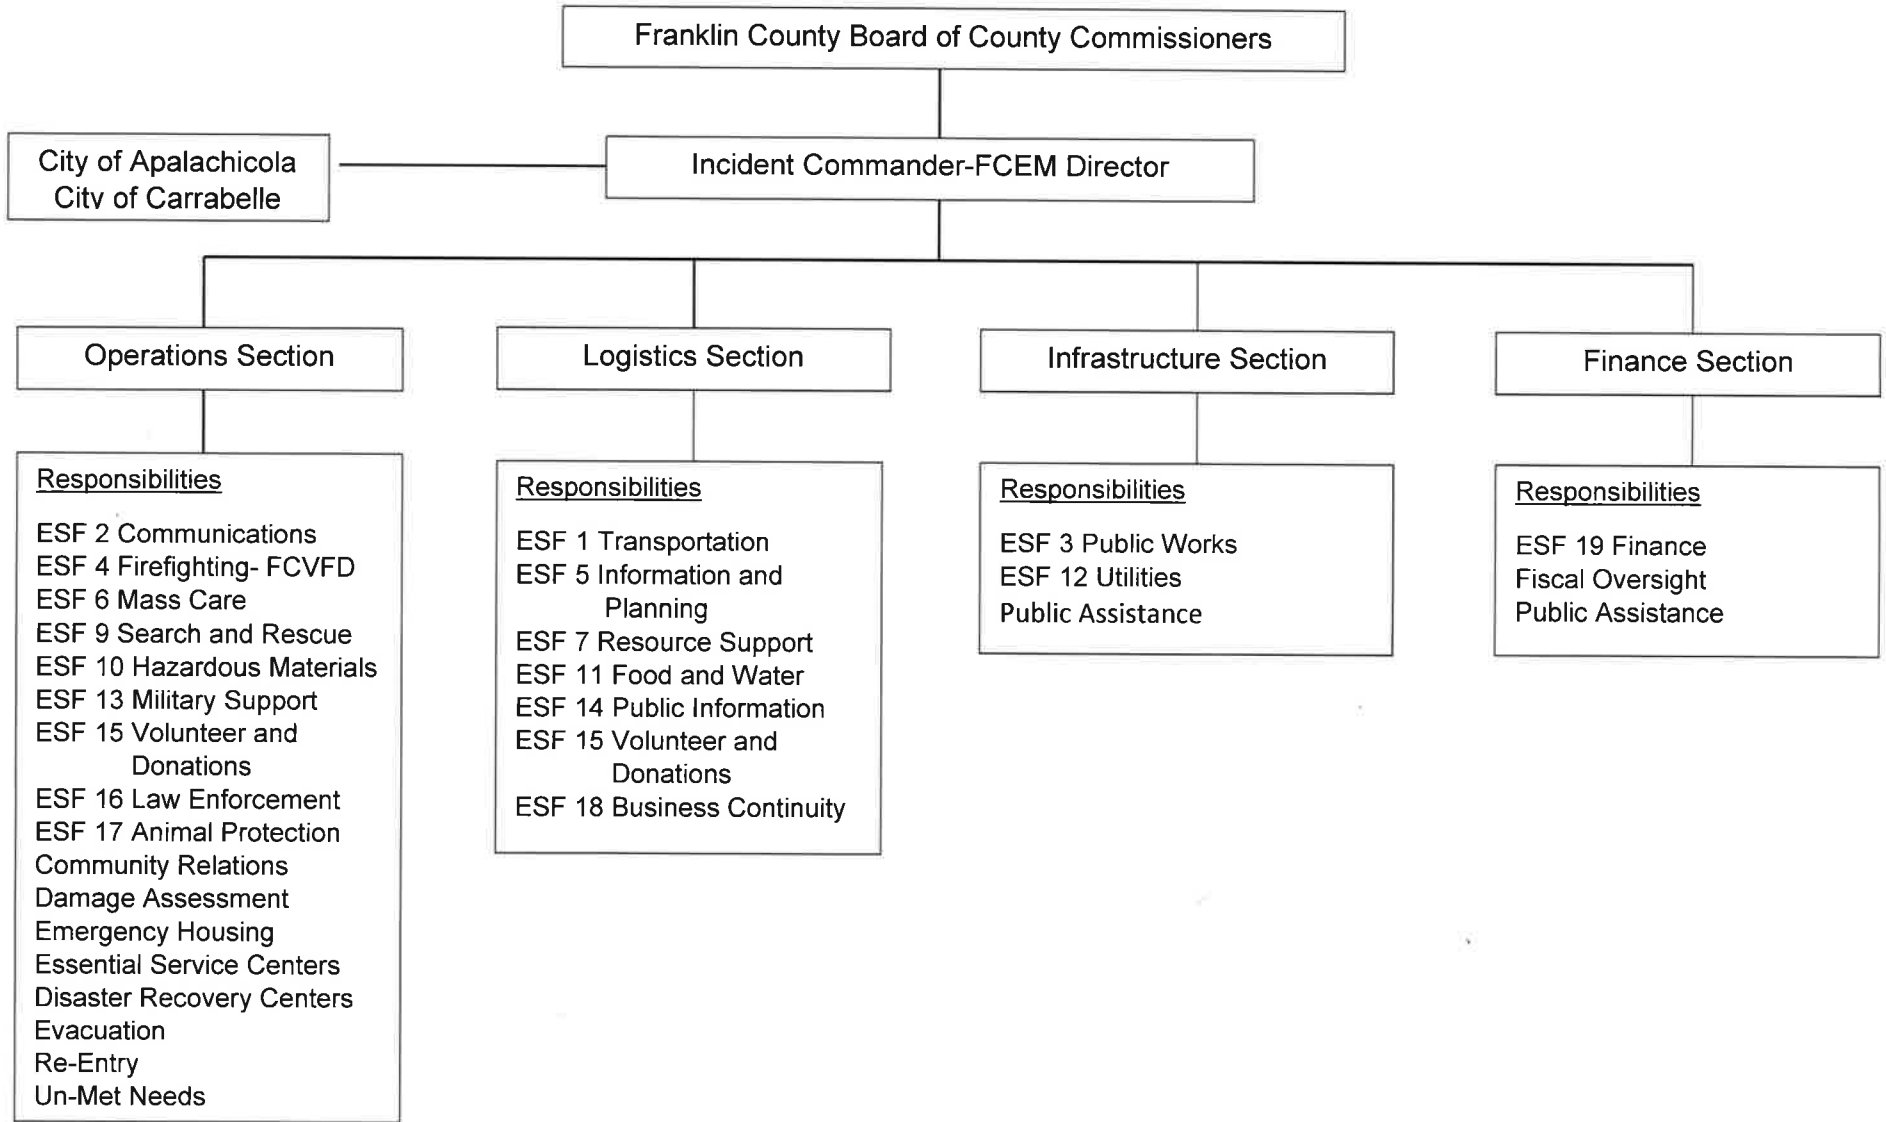 Franklin County Board of County Commissioners
City of Apalachicola
City of Carrabelle
Incident Commander-FCEM Director
Operations Section
Logistics Section
Infrastructure Section
Finance Section
Responsibilities
ESF 2 Communications
ESF 4 Firefighting- FCVFD
ESF 6 Mass Care
ESF 9 Search and Rescue
ESF 10 Hazardous Materials
ESF 13 Military Support
ESF 15 Volunteer and
Donations
ESF 16 Law Enforcement
ESF 17 Animal Protection
Community Relations
Damage Assessment
Emergency Housing
Essential Service Centers
Disaster Recovery Centers
Evacuation
Re-Entry
Un-Met Needs
Responsibilities
ESF 1 Transportation
ESF 5 Information and
Planning
ESF 7 Resource Support
ESF 11 Food and Water
ESF 14 Public Information
ESF 15 Volunteer and
Donations
ESF 18 Business Continuity
Responsibilities
ESF 3 Public Works
ESF 12 Utilities
Public Assistance
Responsibilities
ESF 19 Finance
Fiscal Oversight
Public Assistance